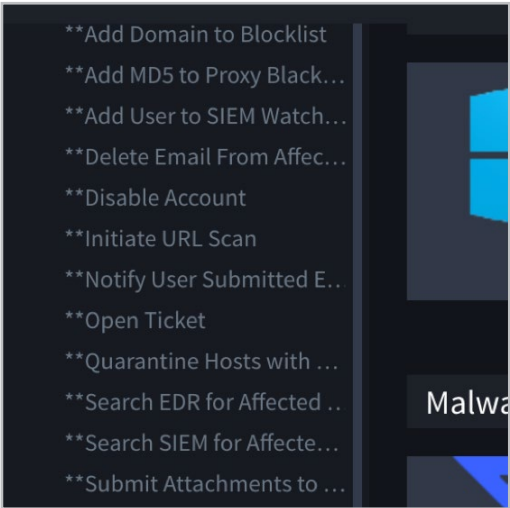 **Add Domain to Blocklist
**Add MD5 to Proxy Black...
**Add User to SIEM Watch...
**Delete Email From Affec...
**Disable Account
**Initiate URL Scan
**Notify User Submitted E..
**Open Ticket
**Quarantine Hosts with ...
**Search EDR for Affected ..
**Search SIEM for Affecte...
**Submit Attachments to ...
Malwa